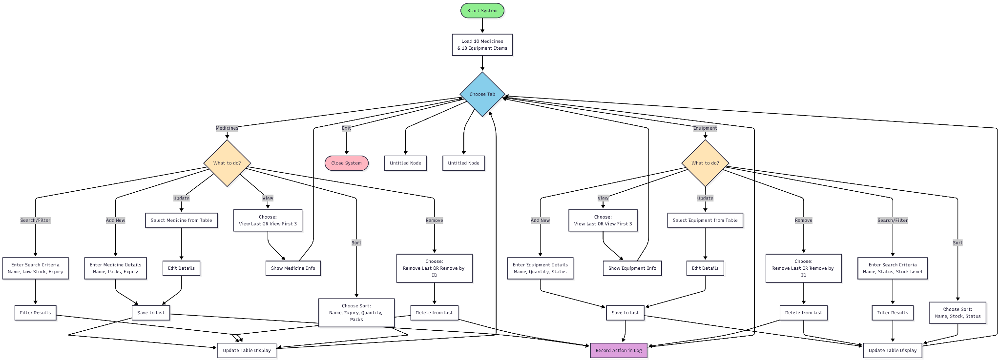 Start System
Load 10 Medicines
& 10 Equipment Items
Choose Tab
Medicines
Exit
Equipment
What to do?
Close System
Untitled Node
Untitled Node
What to do?
Update
View
View
Update
Search/Filter
Add New
Select Medicine from Table
Choose:
View Last OR View First 3
Remove
Add New
Choose:
View Last OR View First 3
Select Equipment from Table
Remove
Search/Filter
Sort
Sort
Enter Search Criteria
Name, Low Stock, Expiry
Enter Medicine Details
Name, Packs, Expiry
Edit Details
Show Medicine Info
Choose:
Remove Last OR Remove by
ID
Enter Equipment Details
Name, Quantity, Status
Show Equipment Info
Edit Details
Choose:
Remove Last OR Remove by
ID
Enter Search Criteria
Name, Status, Stock Level
Filter Results
Save to List
Choose Sort:
Name, Expiry, Quantity,
Packs
Delete from List
Save to List
Delete from List
Filter Results
Choose Sort:
Name, Stock, Status
Update Table Display
Record Action in Log
Update Table Display